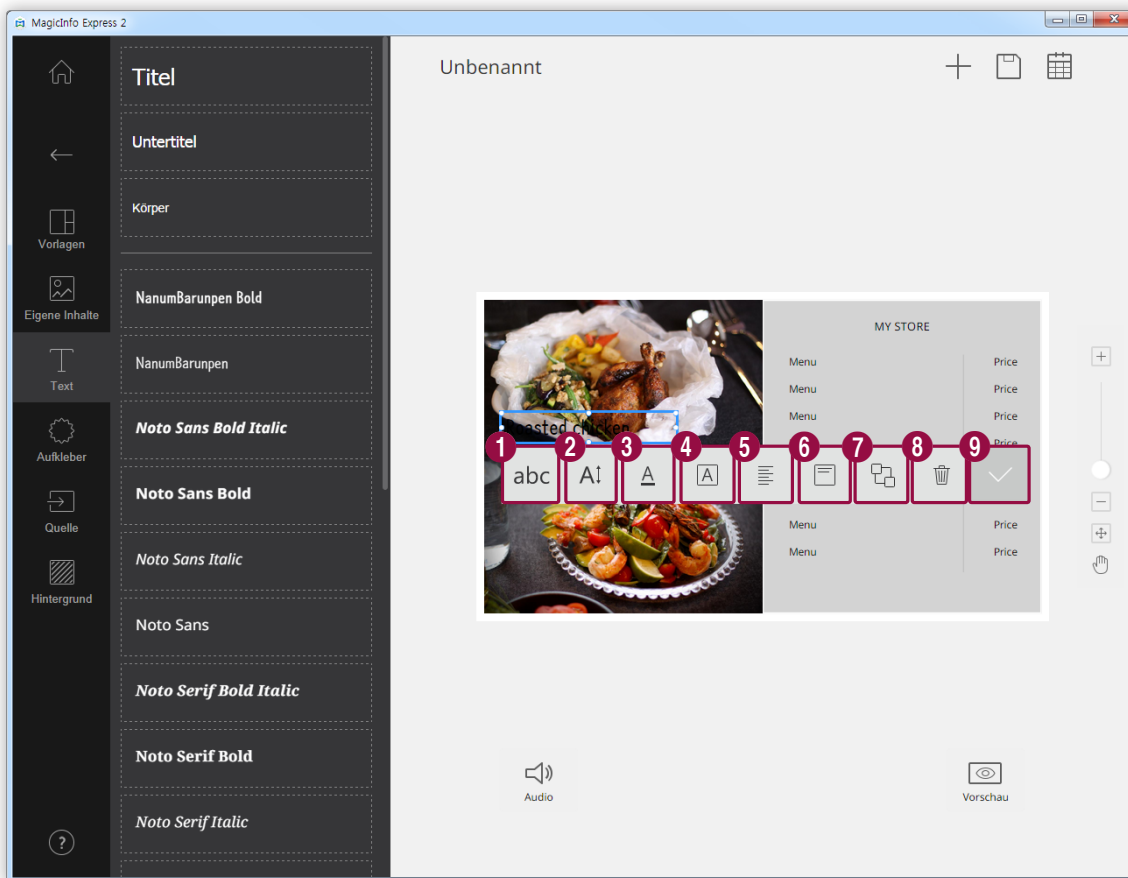 MagicInfo Express 2
Vorlagen
Eigene Inhalte
Text
Aufkleber
Quelle
Hintergrund
?
Titel
Untertitel
Körper
NanumBarunpen Bold
NanumBarunpen
Noto Sans Bold Italic
Noto Sans Bold
Noto Sans Italic
Noto Sans
Noto Serif Bold Italic
Noto Serif Bold
Noto Serif Italic
Unbenannt
MY STORE
Menu Price
Menu Price
Menu Price
Price
Roasted chicken
1 2 3 4 5 6 7 8 9
abc A A A
Menu Price
Menu Price
Audio
Vorschau